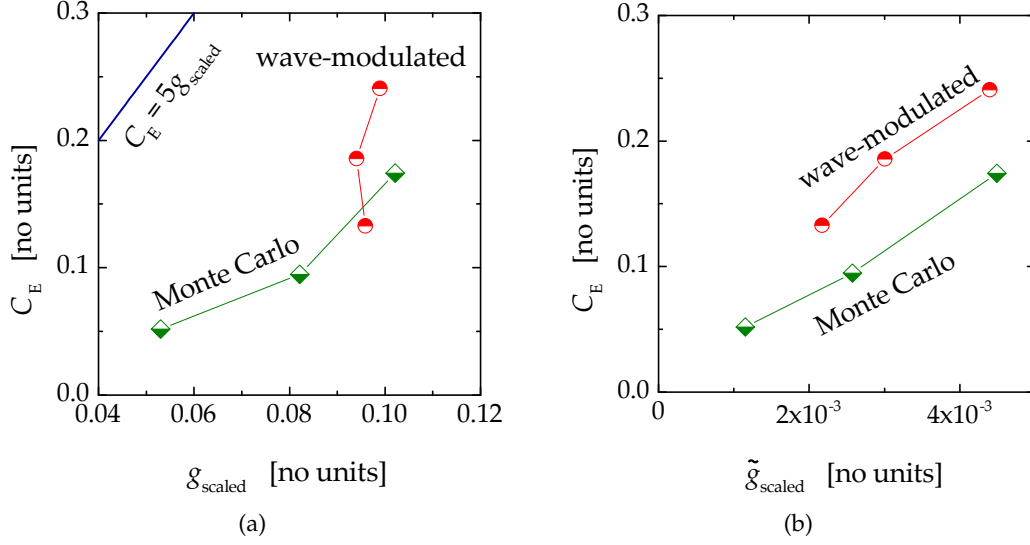 0.3
0.2
0.1
0.0
0.04
0.06
0.08
0.10
0.12
C_E [no units]
g_scaled [no units]
C_E = 5g_scaled
wave-modulated
Monte Carlo
(a)
0.3
0.2
0.1
0.0
0
2x10⁻³
4x10⁻³
C_E [no units]
g̃_scaled [no units]
wave-modulated
Monte Carlo
(b)